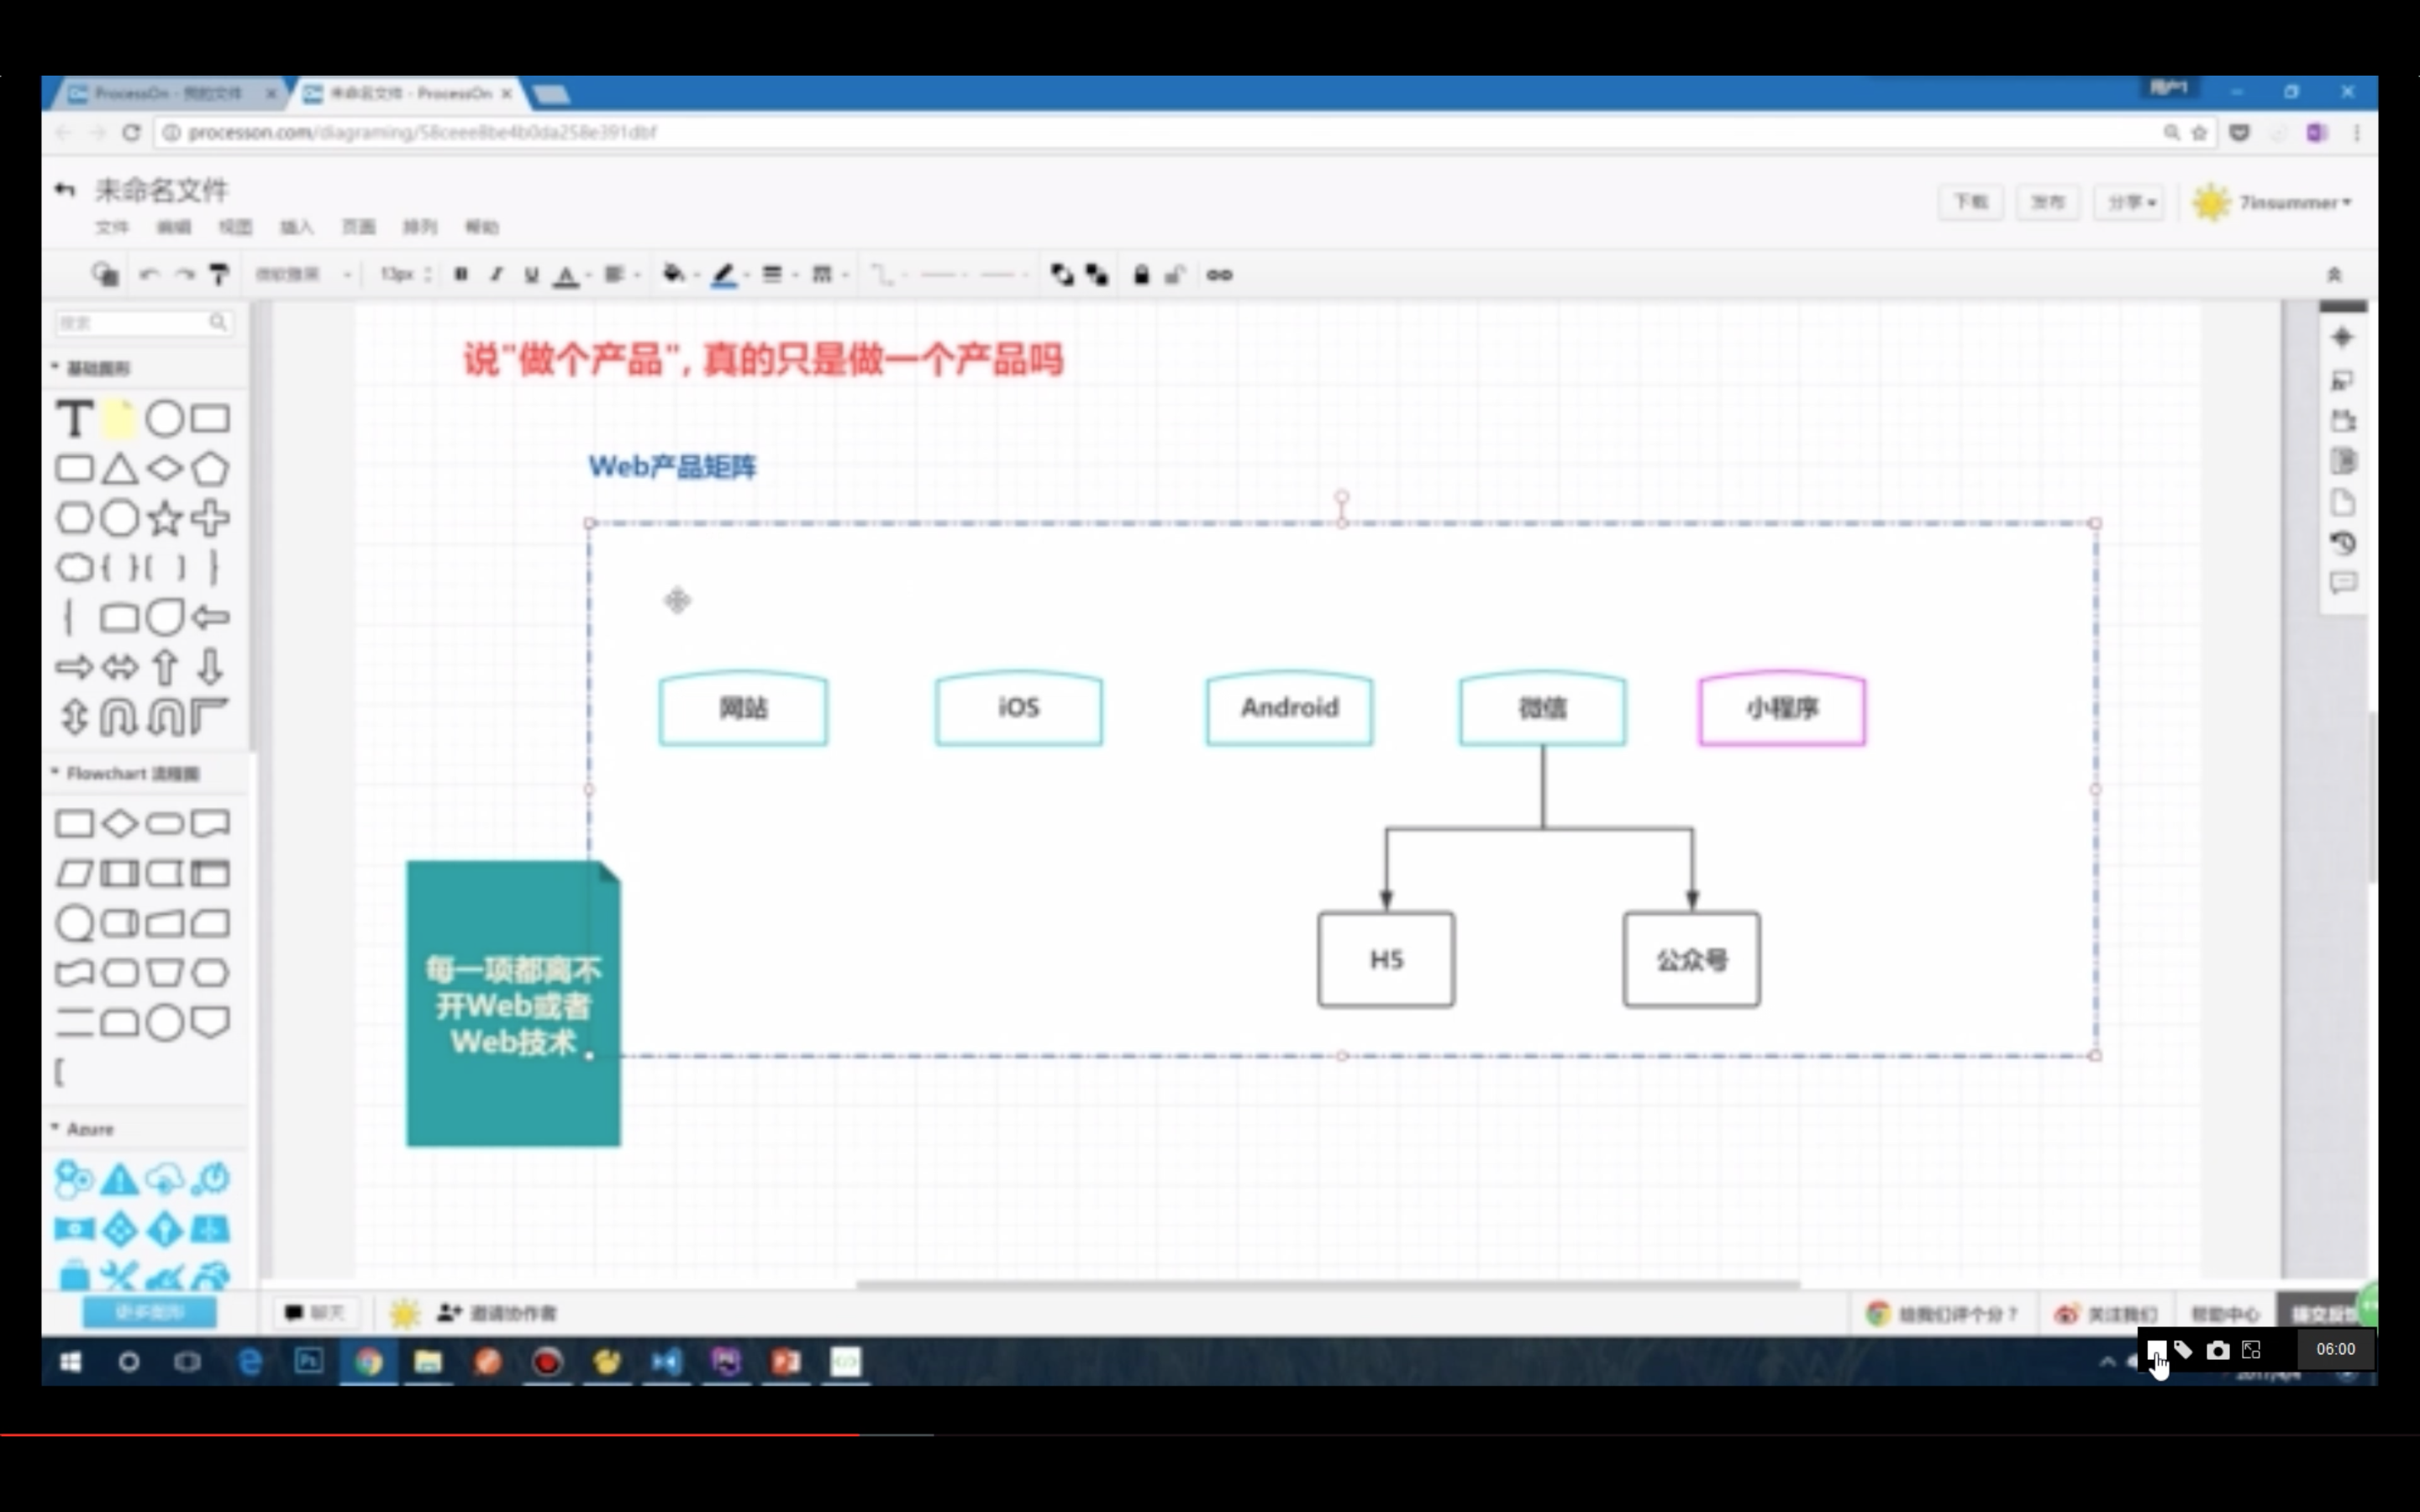 ProcessOn - 我的文件
未命名文件 - ProcessOn
processon.com/diagraming/58ceee8be4b0da258e391dbf
未命名文件
文件 编辑 视图 插入 页面 排列 帮助
下载 发布 分享 7insummer
微软雅黑 13px B I U A
搜索
基础图形
T
Flowchart 流程图
Azure
更多图形
说"做个产品", 真的只是做一个产品吗
Web产品矩阵
网站 iOS Android 微信 小程序
H5 公众号
每一项都离不
开Web或者
Web技术
聊天 邀请协作者
给我们评个分? 关注我们 帮助中心
Ps
06:00